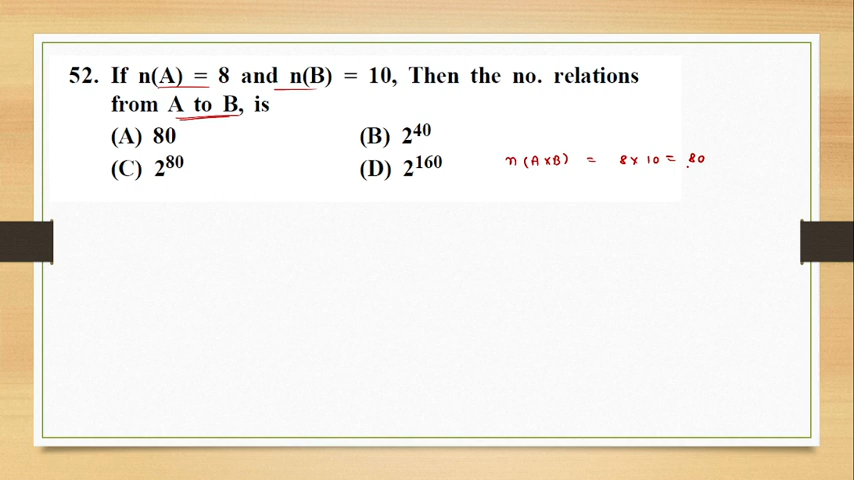 52. If n(A) = 8 and n(B) = 10, Then the no. relations
from A to B, is
(A) 80 (B) 2^40
(C) 2^80 (D) 2^160
n(A×B) = 8×10 = 80